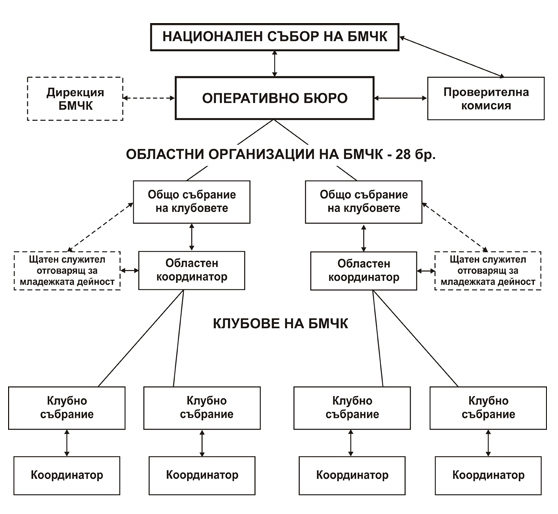 НАЦИОНАЛЕН СЪБОР НА БМЧК
Дирекция
БМЧК
ОПЕРАТИВНО БЮРО
Проверителна
комисия
ОБЛАСТНИ ОРГАНИЗАЦИИ НА БМЧК - 28 бр.
Общо събрание
на клубовете
Общо събрание
на клубовете
Щатен служител
отговарящ за
младежката дейност
Областен
координатор
Областен
координатор
Щатен служител
отговарящ за
младежката дейност
КЛУБОВЕ НА БМЧК
Клубно
събрание
Клубно
събрание
Клубно
събрание
Клубно
събрание
Координатор
Координатор
Координатор
Координатор